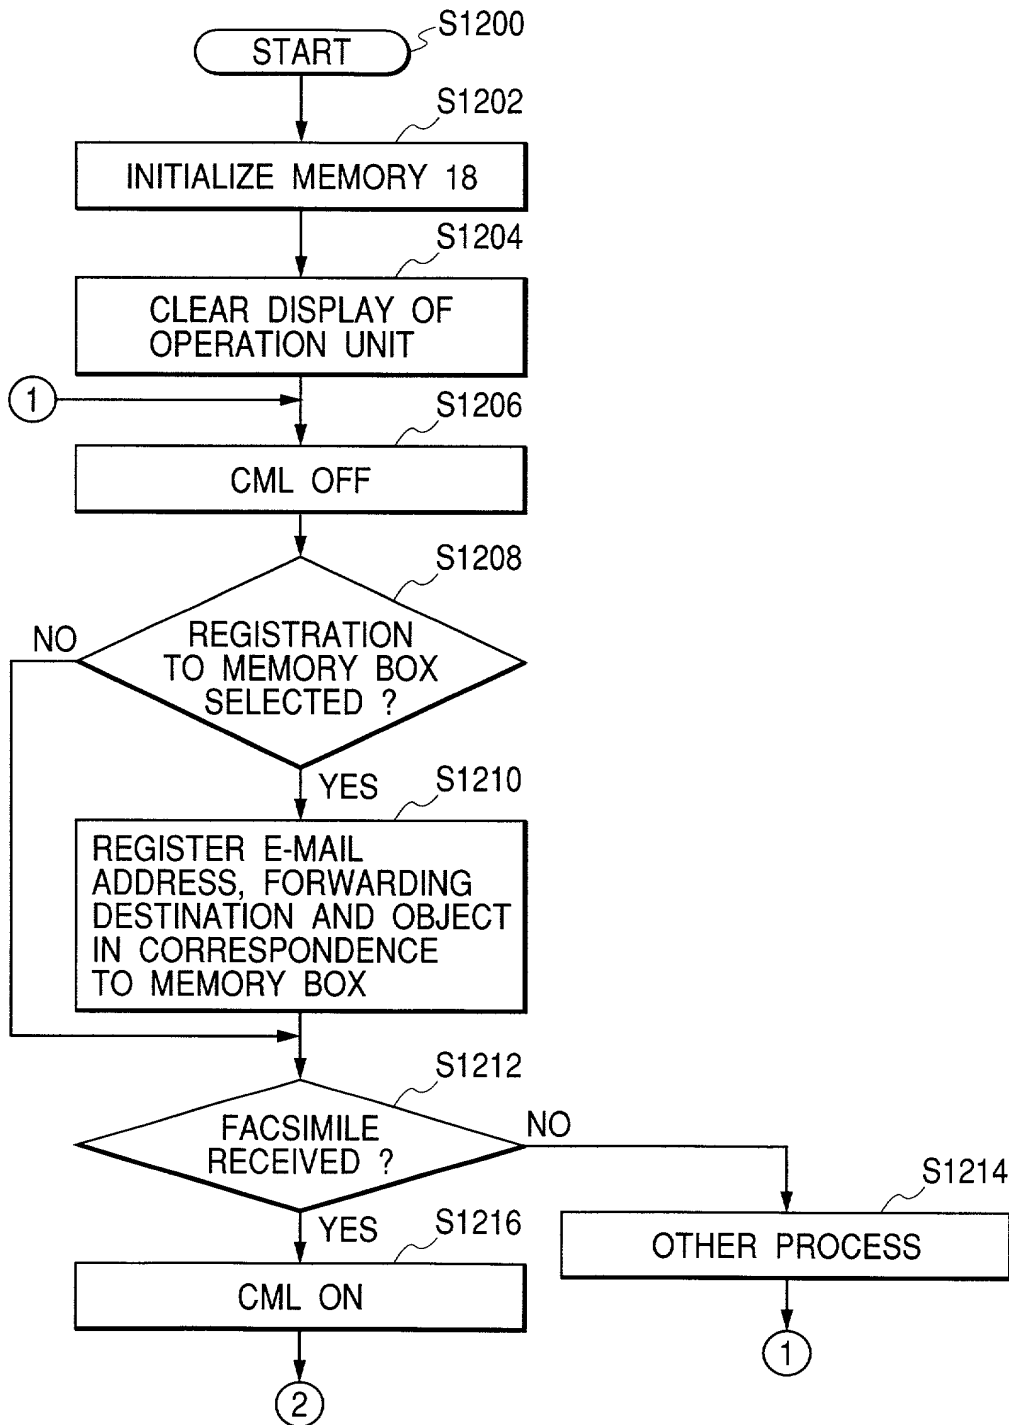 S1200
START
S1202
INITIALIZE MEMORY 18
S1204
CLEAR DISPLAY OF
OPERATION UNIT
1
S1206
CML OFF
S1208
NO
REGISTRATION
TO MEMORY BOX
SELECTED ?
YES
S1210
REGISTER E-MAIL
ADDRESS, FORWARDING
DESTINATION AND OBJECT
IN CORRESPONDENCE
TO MEMORY BOX
S1212
FACSIMILE
RECEIVED ?
NO
S1214
OTHER PROCESS
1
YES
S1216
CML ON
2